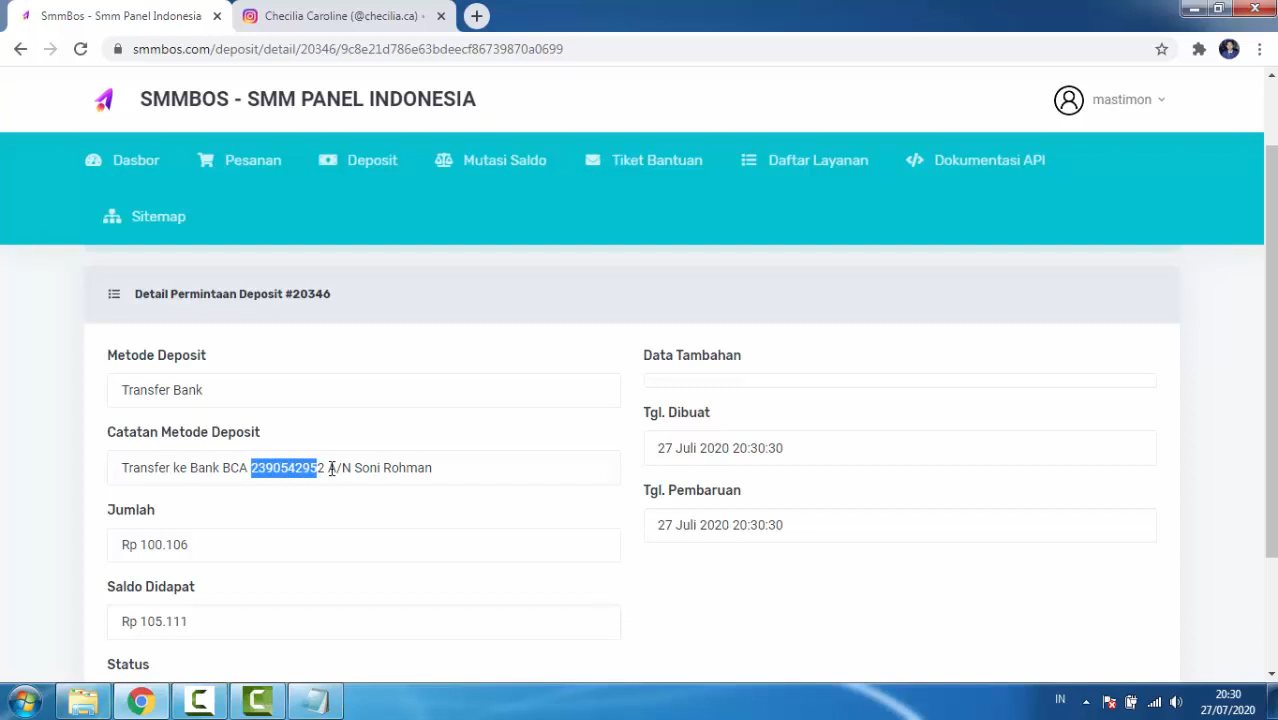 SmmBos - Smm Panel Indonesia
Checilia Caroline (@checilia.ca) •
smmbos.com/deposit/detail/20346/9c8e21d786e63bdeecf86739870a0699
SMMBOS - SMM PANEL INDONESIA
mastimon
Dasbor
Pesanan
Deposit
Mutasi Saldo
Tiket Bantuan
Daftar Layanan
Dokumentasi API
Sitemap
Detail Permintaan Deposit #20346
Metode Deposit
Transfer Bank
Catatan Metode Deposit
Transfer ke Bank BCA 2390542952 A/N Soni Rohman
Jumlah
Rp 100.106
Saldo Didapat
Rp 105.111
Status
Data Tambahan
Tgl. Dibuat
27 Juli 2020 20:30:30
Tgl. Pembaruan
27 Juli 2020 20:30:30
IN
20:30
27/07/2020